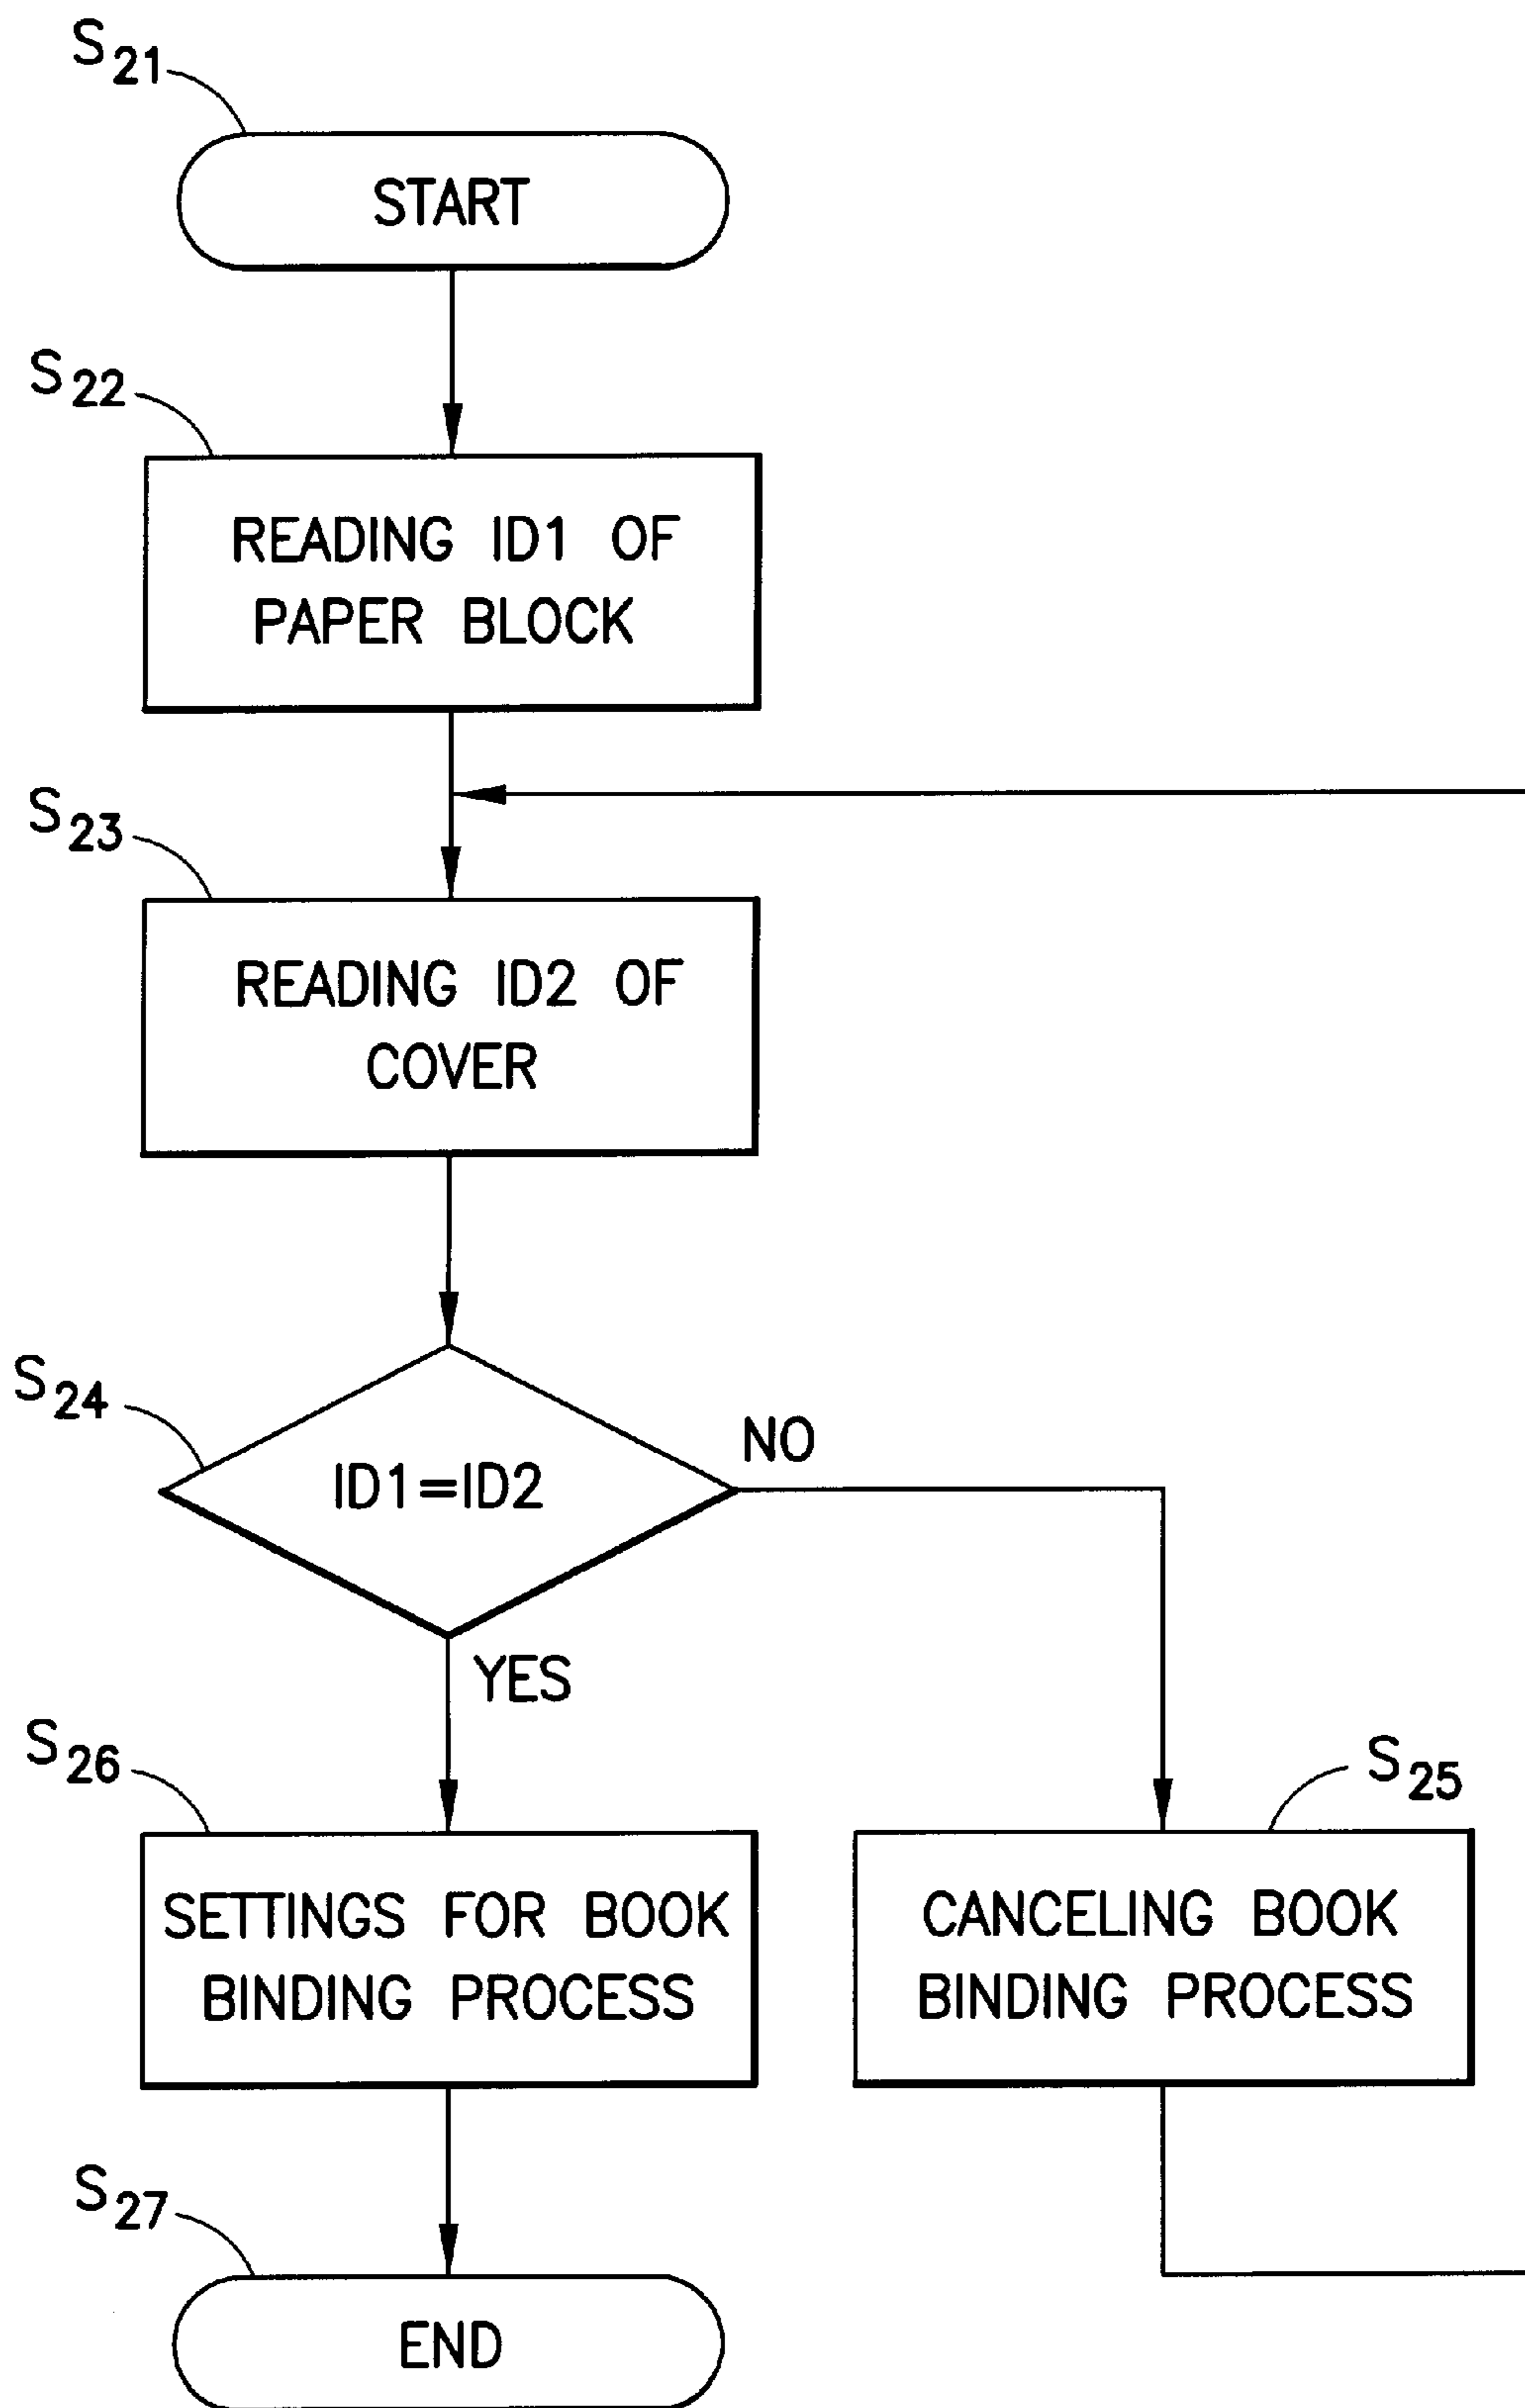 S21
START
S22
READING ID1 OF
PAPER BLOCK
S23
READING ID2 OF
COVER
S24
ID1=ID2
NO
YES
S26
SETTINGS FOR BOOK
BINDING PROCESS
S25
CANCELING BOOK
BINDING PROCESS
S27
END